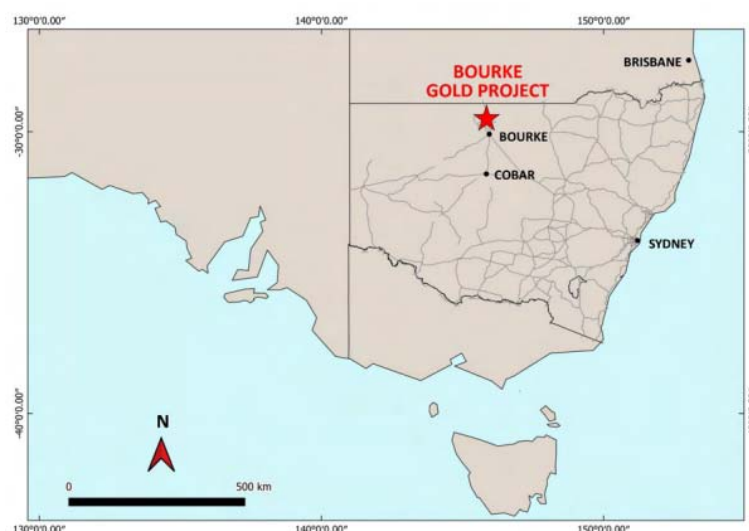 130°0'0.00"
140°0'0.00"
150°0'0.00"
BRISBANE
BOURKE
GOLD PROJECT
-30°0'0.00"
BOURKE
COBAR
SYDNEY
-40°0'0.00"
N
0
500 km
130°0'0.00"
140°0'0.00"
150°0'0.00"